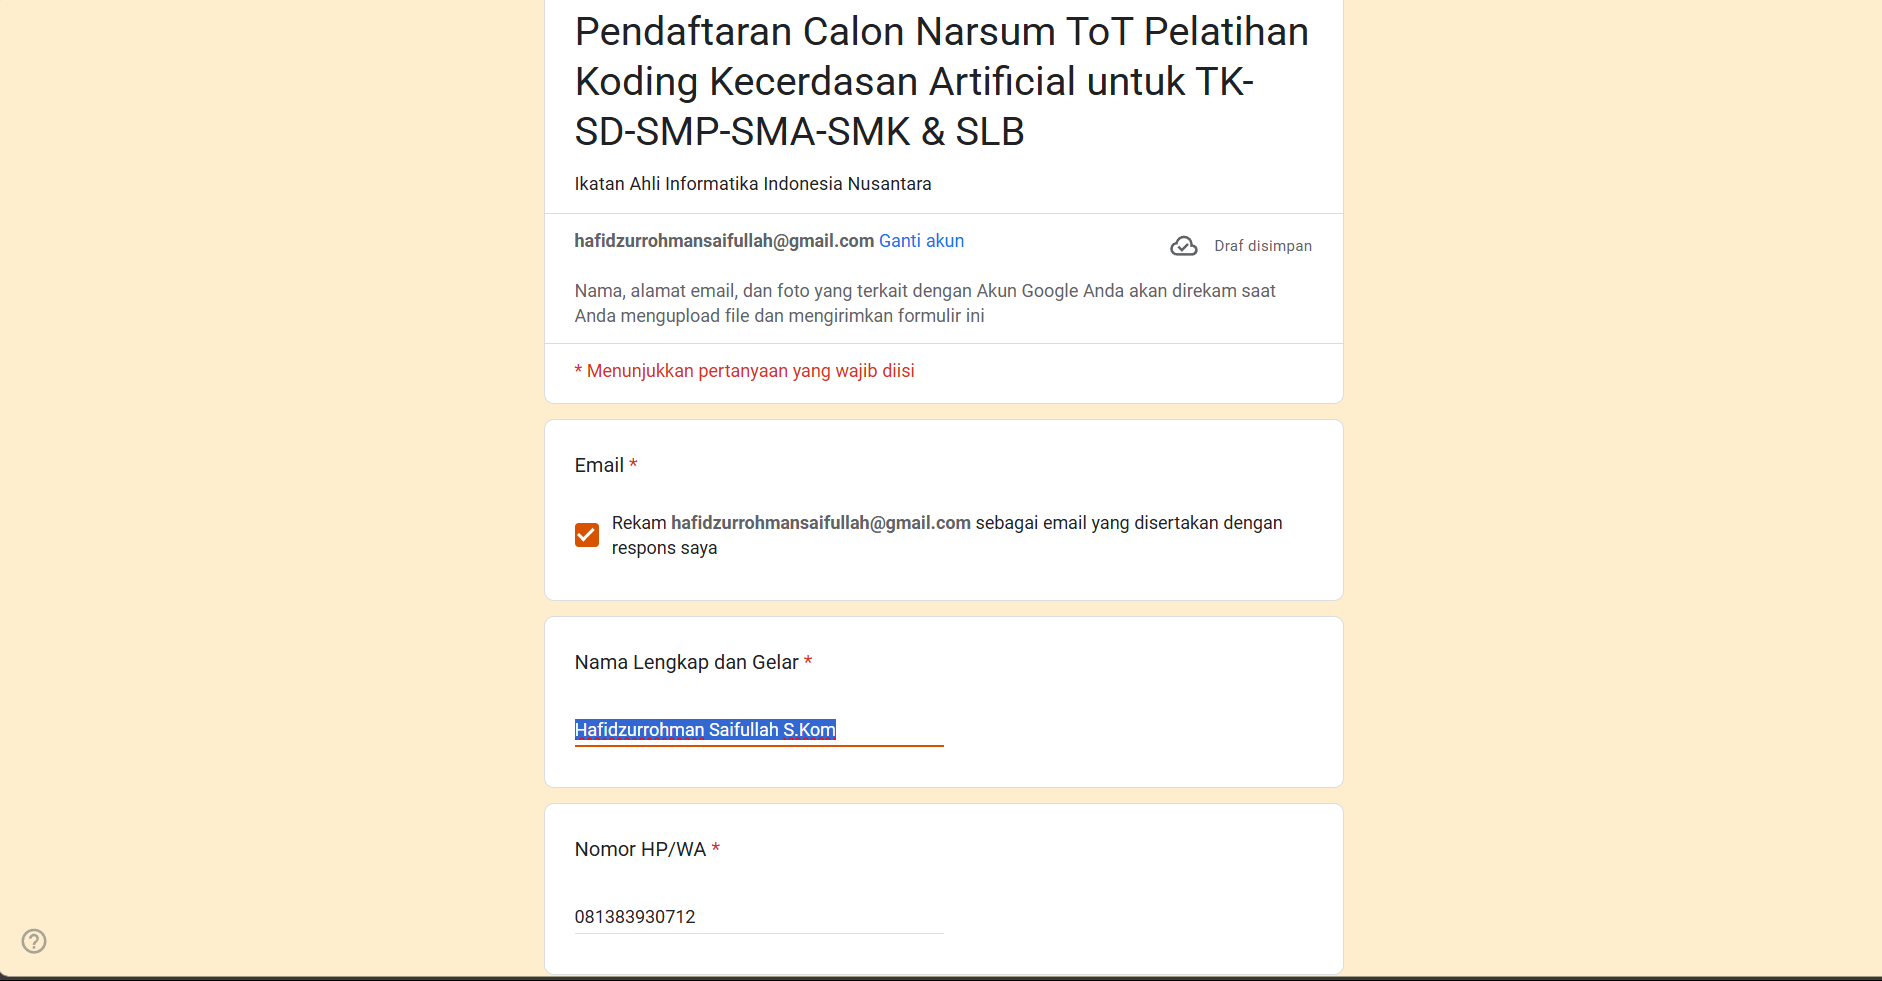 Pendaftaran Calon Narsum ToT Pelatihan
Koding Kecerdasan Artificial untuk TK-
SD-SMP-SMA-SMK & SLB
Ikatan Ahli Informatika Indonesia Nusantara
hafidzurrohmansaifullah@gmail.com Ganti akun
Draf disimpan
Nama, alamat email, dan foto yang terkait dengan Akun Google Anda akan direkam saat
Anda mengupload file dan mengirimkan formulir ini
* Menunjukkan pertanyaan yang wajib diisi
Email *
Rekam hafidzurrohmansaifullah@gmail.com sebagai email yang disertakan dengan
respons saya
Nama Lengkap dan Gelar *
Hafidzurrohman Saifullah S.Kom
Nomor HP/WA *
081383930712